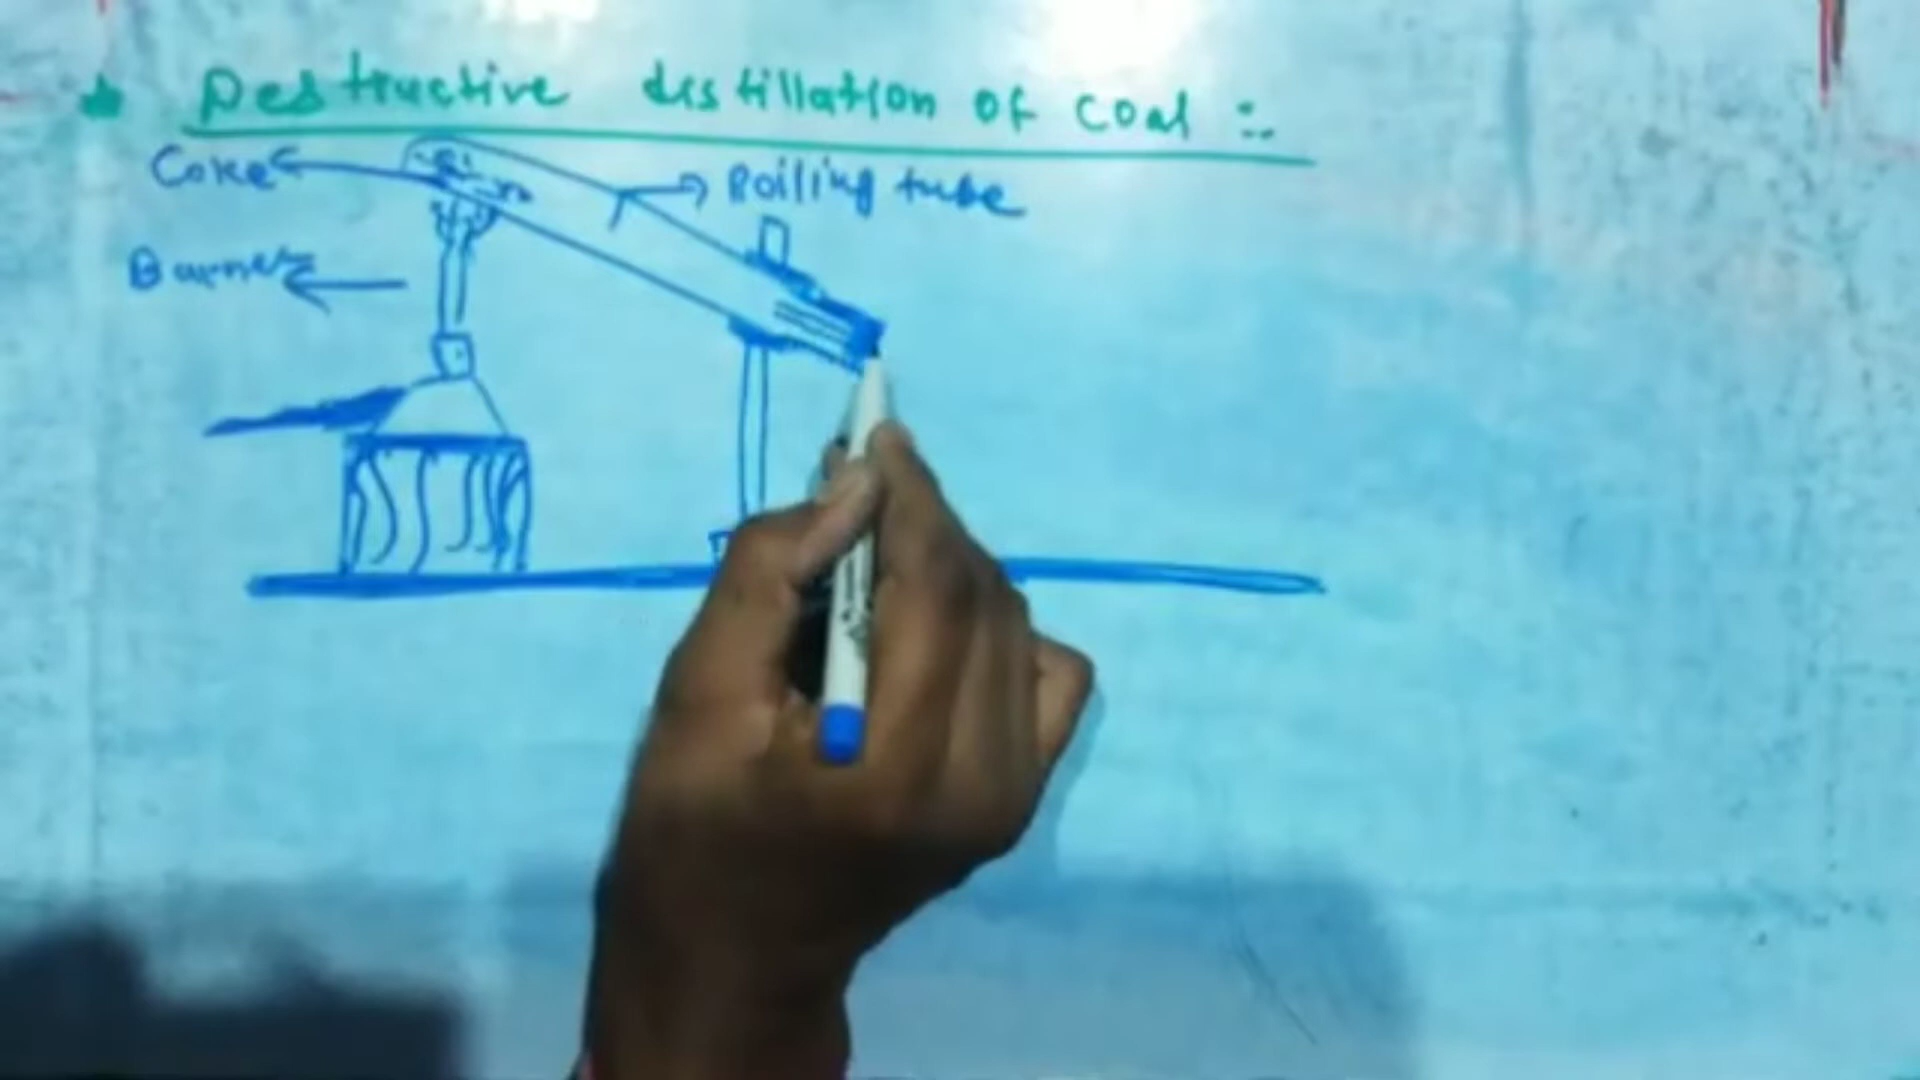 Destructive distillation of coal :-
Coke
Boiling tube
Burner